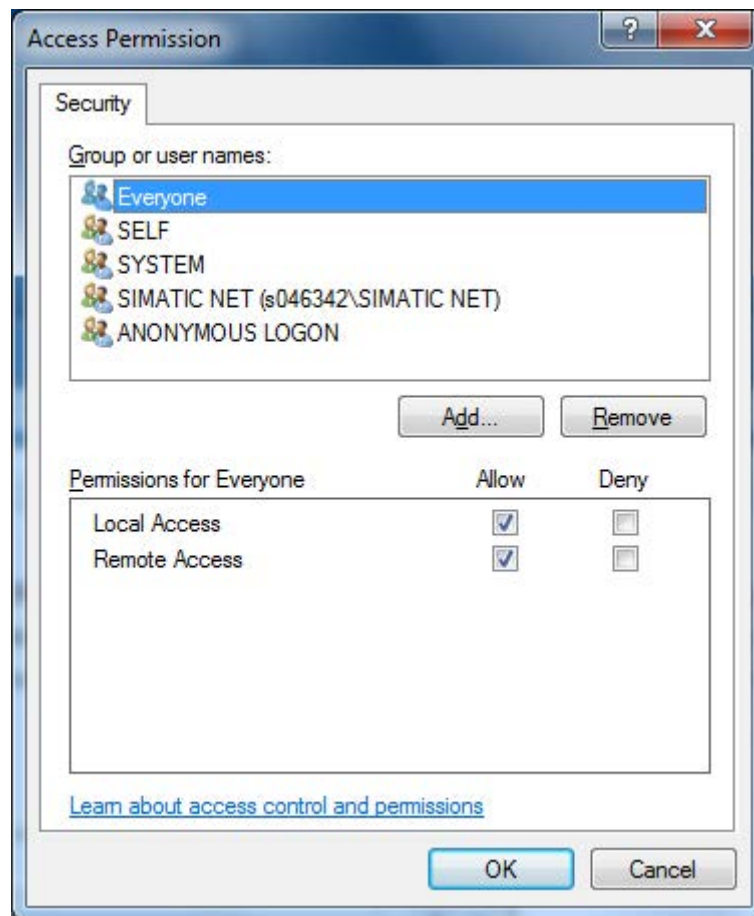 Access Permission
Security
Group or user names:
Everyone
SELF
SYSTEM
SIMATIC NET (s046342\SIMATIC NET)
ANONYMOUS LOGON
Add... Remove
Permissions for Everyone Allow Deny
Local Access
Remote Access
Learn about access control and permissions
OK Cancel